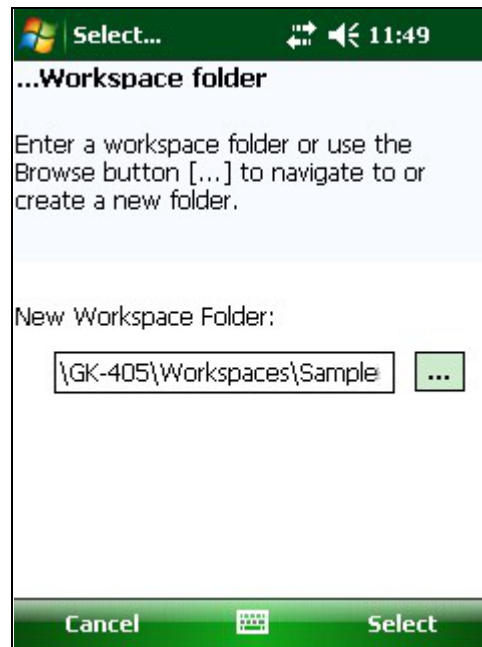 Select... 11:49
...Workspace folder
Enter a workspace folder or use the
Browse button [...] to navigate to or
create a new folder.
New Workspace Folder:
\GK-405\Workspaces\Sample ...
Cancel Select